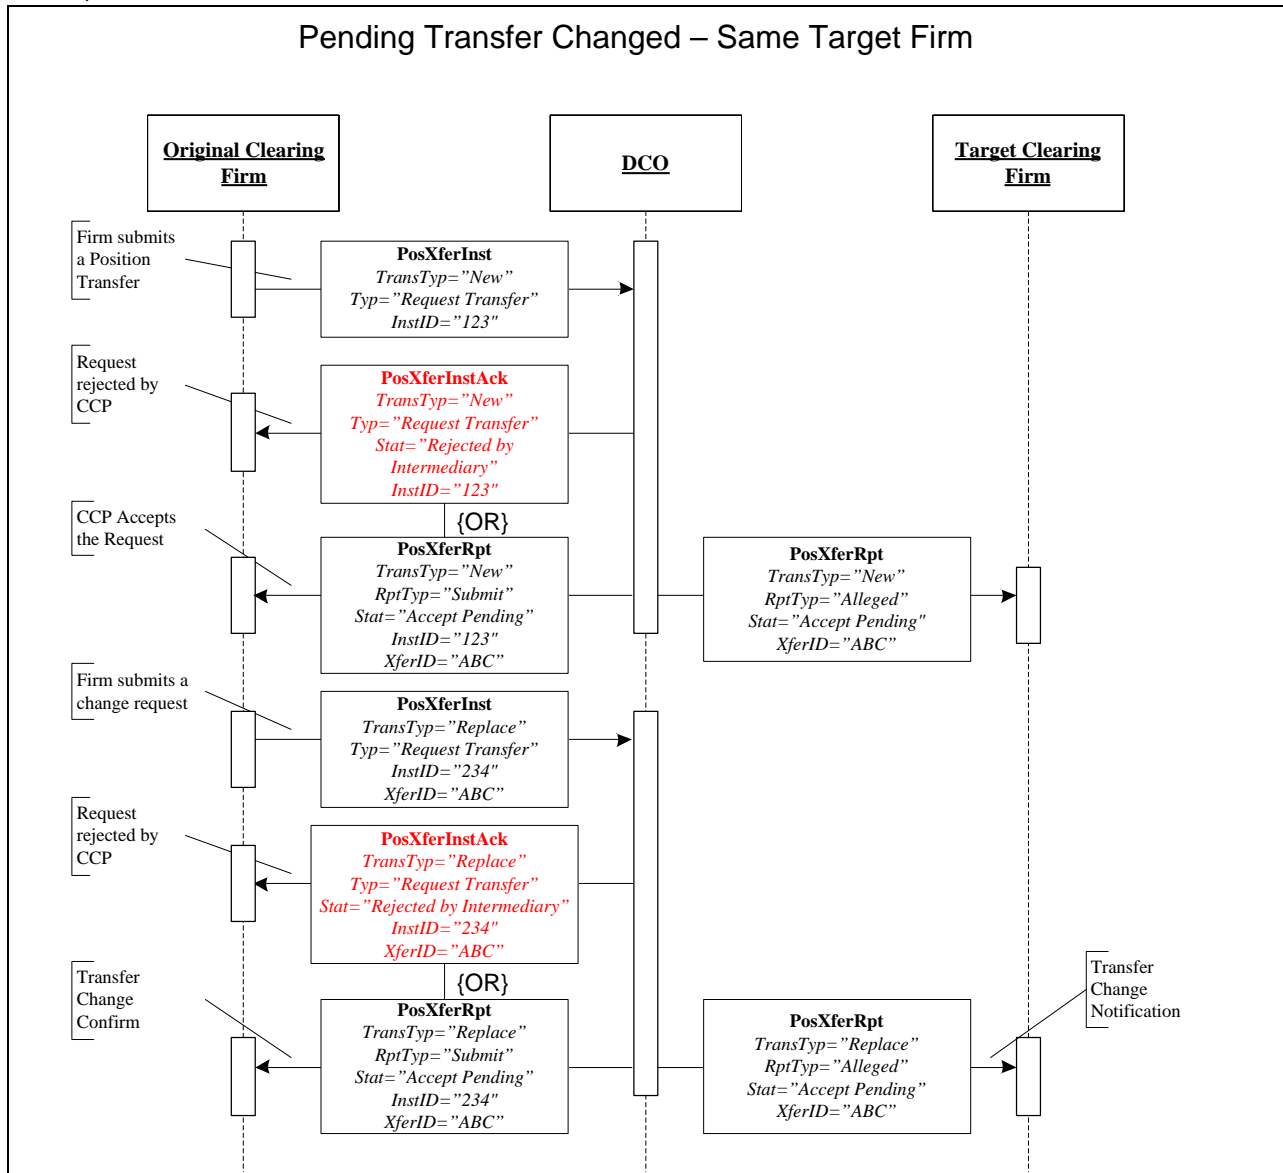 Pending Transfer Changed – Same Target Firm
Original Clearing
Firm
DCO
Target Clearing
Firm
Firm submits
a Position
Transfer
PosXferInst
TransTyp=”New”
Typ=”Request Transfer”
InstID=”123"
Request
rejected by
CCP
PosXferInstAck
TransTyp=”New”
Typ=”Request Transfer”
Stat=”Rejected by
Intermediary”
InstID=”123"
{OR}
CCP Accepts
the Request
PosXferRpt
TransTyp=”New”
RptTyp=”Submit”
Stat=”Accept Pending”
InstID=”123"
XferID=”ABC”
PosXferRpt
TransTyp=”New”
RptTyp=”Alleged”
Stat=”Accept Pending"
XferID=”ABC”
Firm submits a
change request
PosXferInst
TransTyp=”Replace”
Typ=”Request Transfer”
InstID=”234"
XferID=”ABC”
Request
rejected by
CCP
PosXferInstAck
TransTyp=”Replace”
Typ=”Request Transfer”
Stat=”Rejected by Intermediary”
InstID=”234"
XferID=”ABC”
{OR}
Transfer
Change
Confirm
PosXferRpt
TransTyp=”Replace”
RptTyp=”Submit”
Stat=”Accept Pending”
InstID=”234"
XferID=”ABC”
PosXferRpt
TransTyp=”Replace”
RptTyp=”Alleged”
Stat=”Accept Pending”
XferID=”ABC”
Transfer
Change
Notification